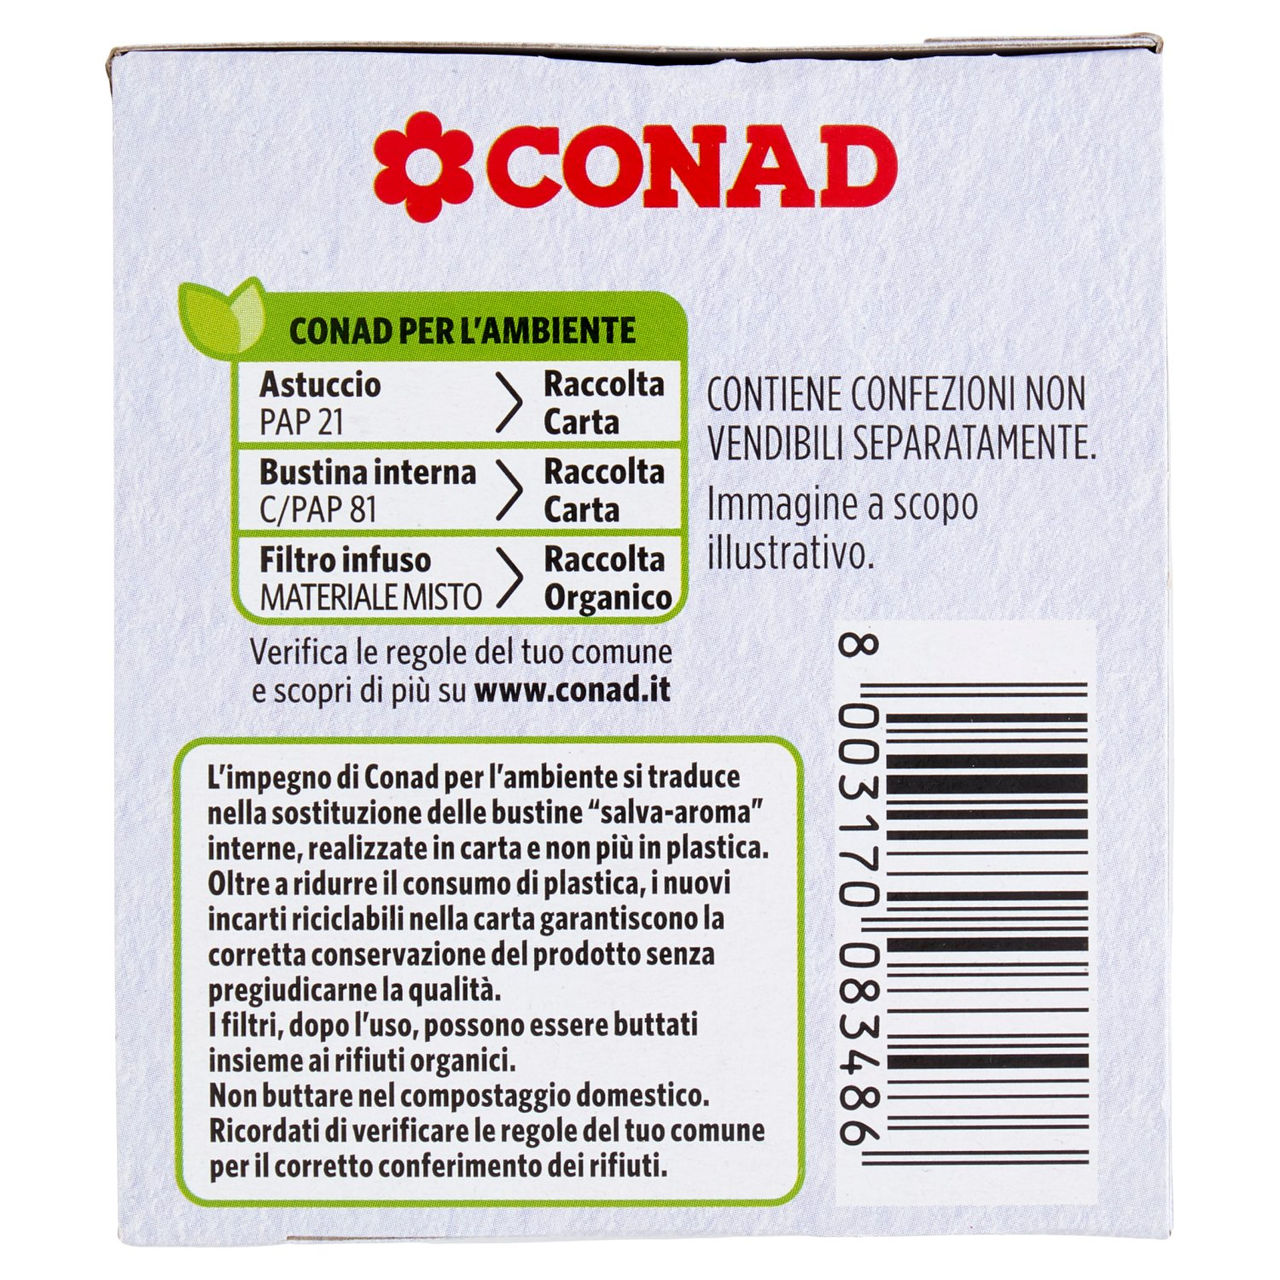 CONAD
CONAD PER L'AMBIENTE
Astuccio
PAP 21
Raccolta
Carta
Bustina interna
C/PAP 81
Raccolta
Carta
Filtro infuso
MATERIALE MISTO
Raccolta
Organico
Verifica le regole del tuo comune
e scopri di più su www.conad.it
CONTIENE CONFEZIONI NON
VENDIBILI SEPARATAMENTE.
Immagine a scopo
illustrativo.
L'impegno di Conad per l'ambiente si traduce
nella sostituzione delle bustine “salva-aroma”
interne, realizzate in carta e non più in plastica.
Oltre a ridurre il consumo di plastica, i nuovi
incarti riciclabili nella carta garantiscono la
corretta conservazione del prodotto senza
pregiudicarne la qualità.
I filtri, dopo l'uso, possono essere buttati
insieme ai rifiuti organici.
Non buttare nel compostaggio domestico.
Ricordati di verificare le regole del tuo comune
per il corretto conferimento dei rifiuti.
8 003170 083486